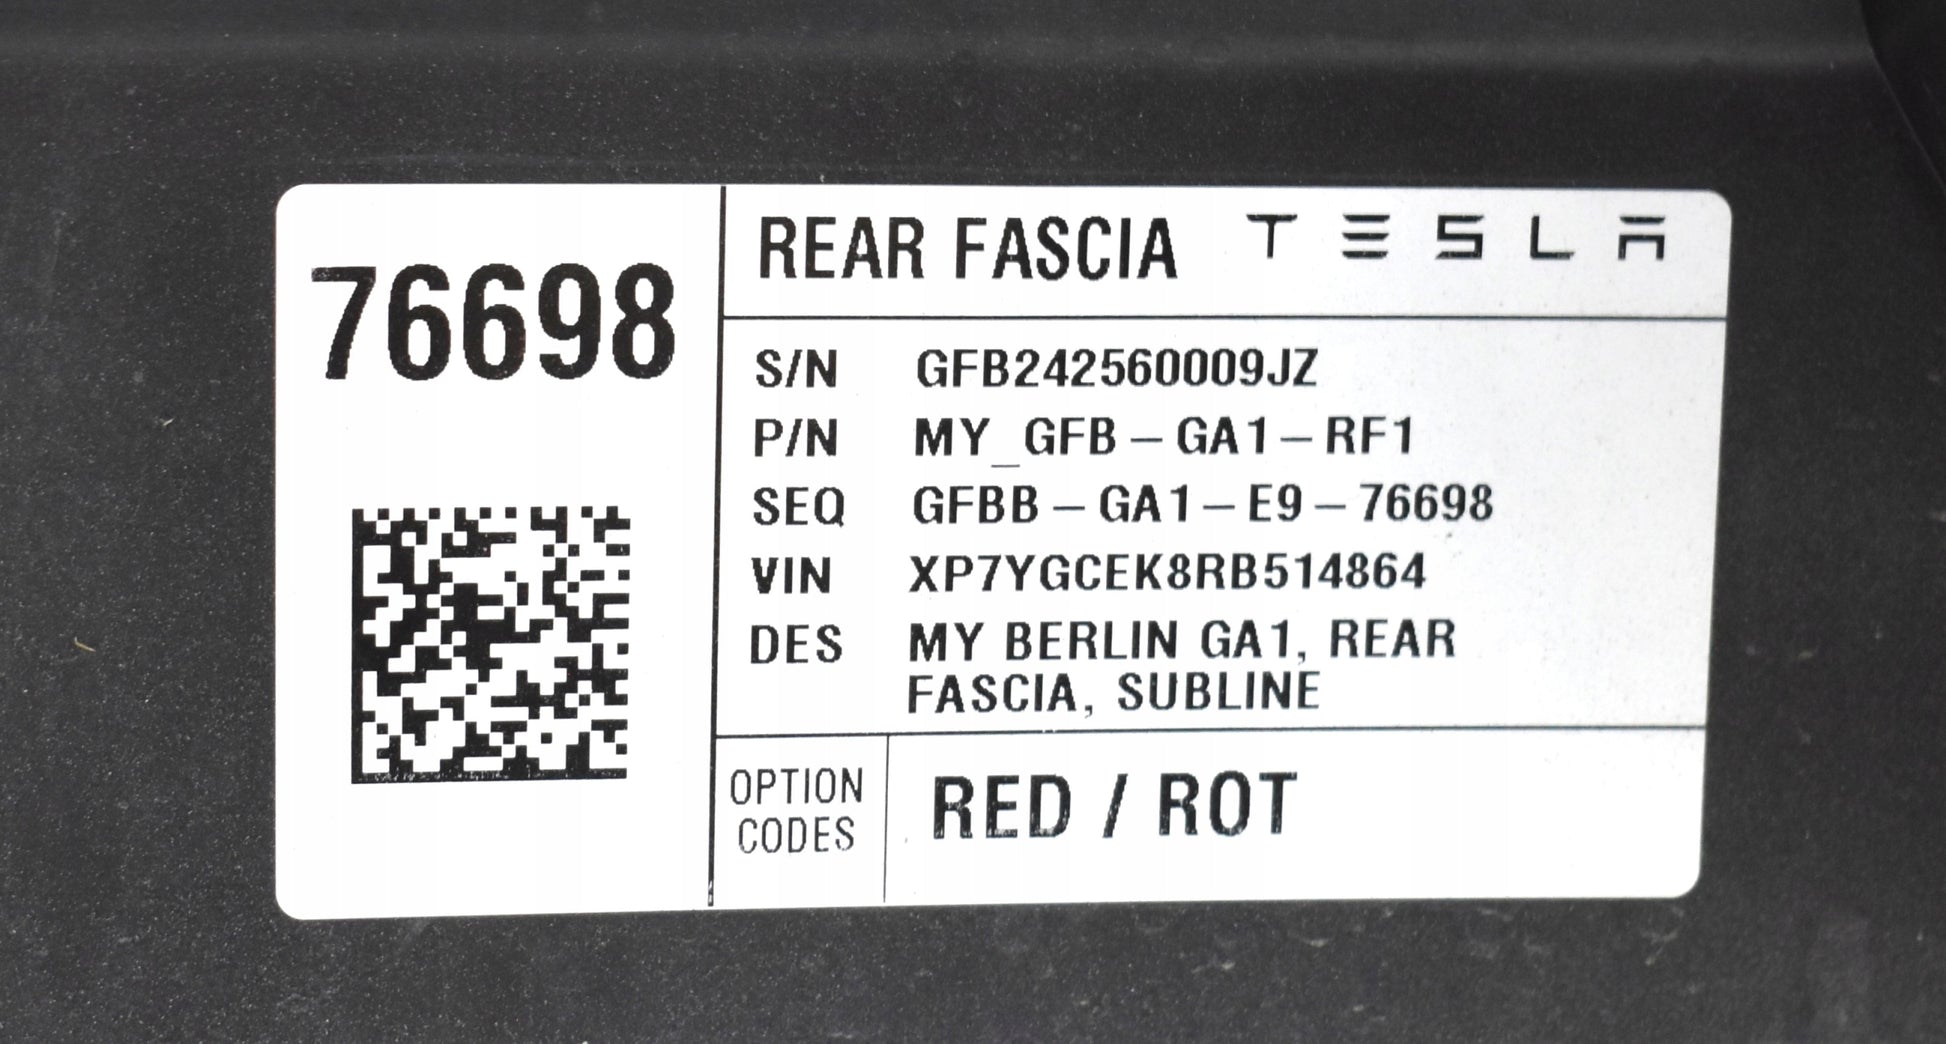 76698
REAR FASCIA TESLA
S/N GFB242560009JZ
P/N MY_GFB-GA1-RF1
SEQ GFBB-GA1-E9-76698
VIN XP7YGCEK8RB514864
DES MY BERLIN GA1, REAR
FASCIA, SUBLINE
OPTION
CODES
RED / ROT